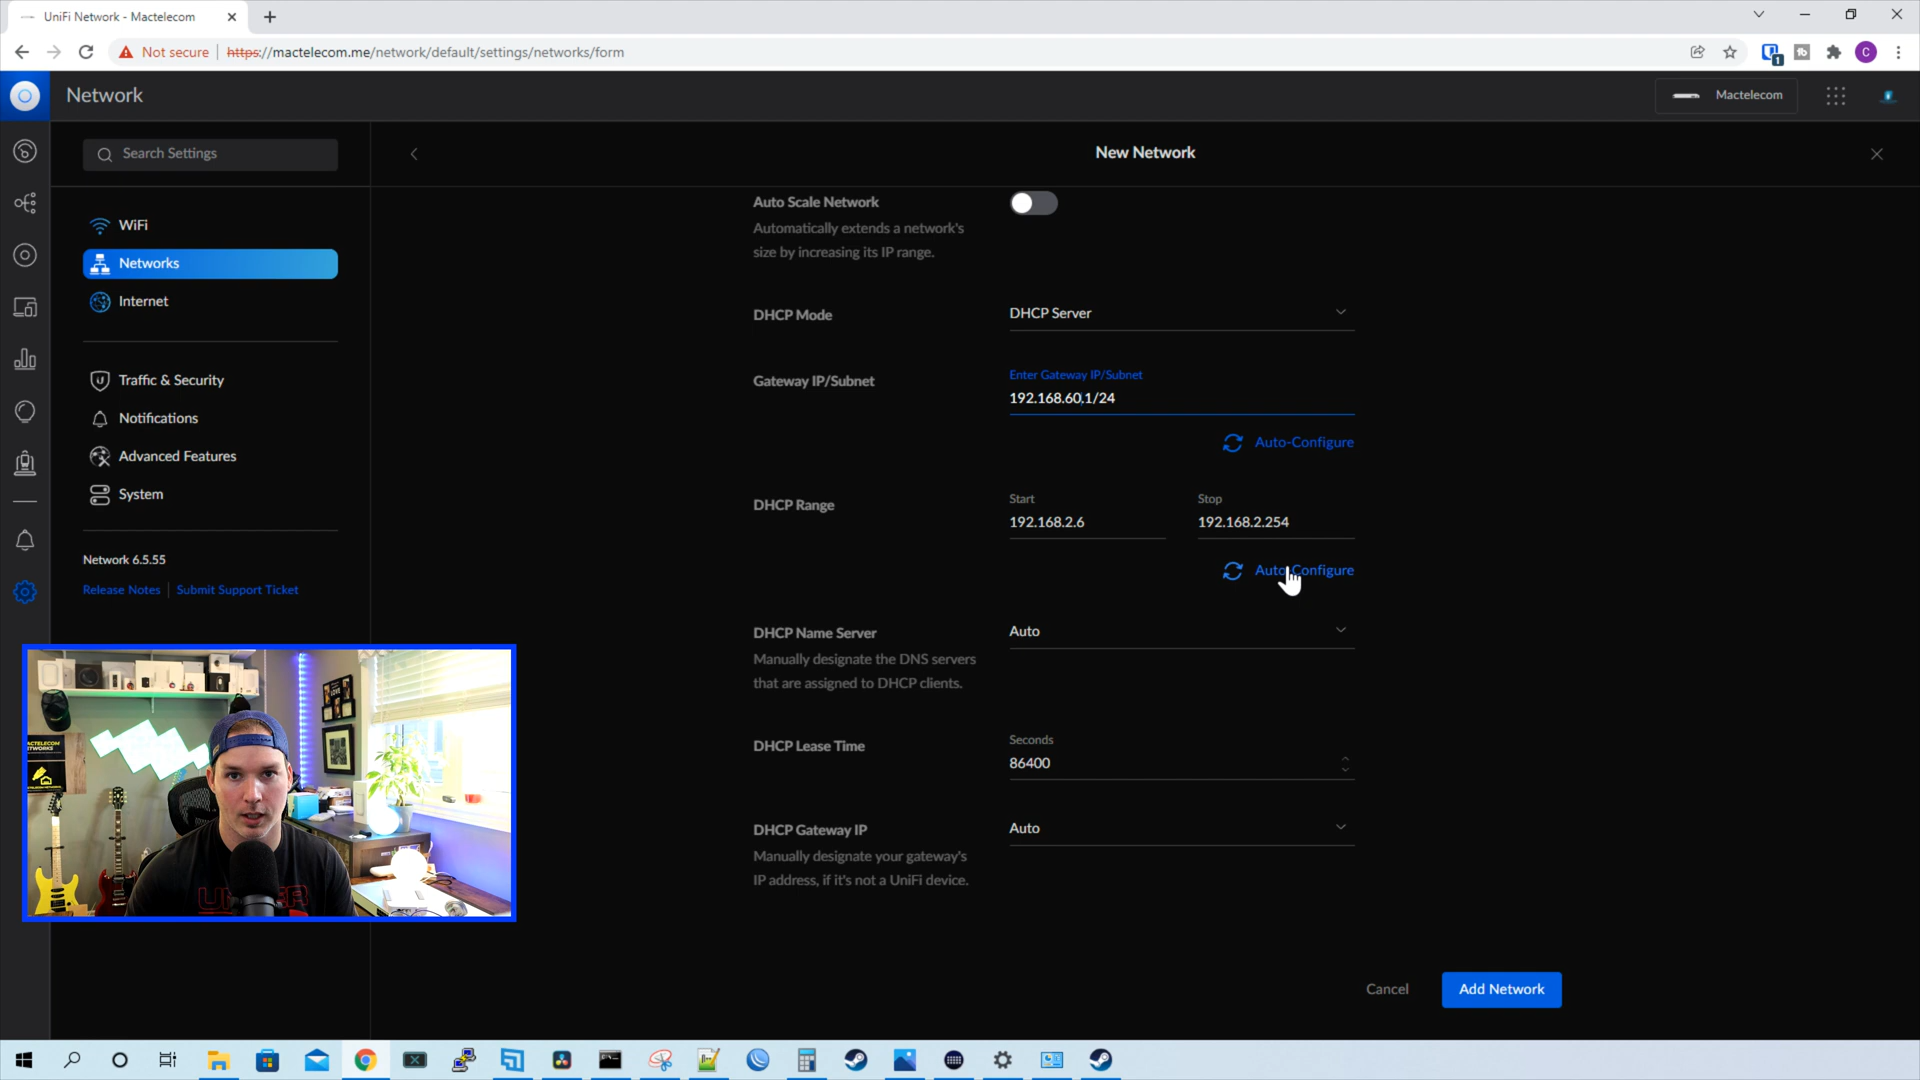 UniFi Network - Mactelecom
Not secure
https://mactelecom.me/network/default/settings/networks/form
1
C
Network
Mactelecom
Search Settings
New Network
WiFi
Networks
Internet
Traffic & Security
Notifications
Advanced Features
System
Network 6.5.55
Release Notes
Submit Support Ticket
Auto Scale Network
Automatically extends a network's
size by increasing its IP range.
DHCP Mode
DHCP Server
Gateway IP/Subnet
Enter Gateway IP/Subnet
192.168.60.1/24
Auto-Configure
DHCP Range
Start
192.168.2.6
Stop
192.168.2.254
Auto-Configure
DHCP Name Server
Manually designate the DNS servers
that are assigned to DHCP clients.
Auto
DHCP Lease Time
Seconds
86400
DHCP Gateway IP
Manually designate your gateway's
IP address, if it's not a UniFi device.
Auto
Cancel
Add Network